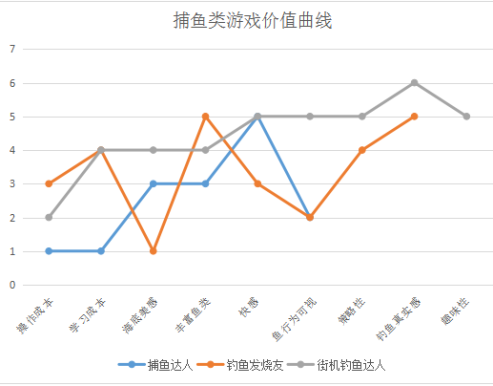 捕鱼类游戏价值曲线
7
6
5
4
3
2
1
0
操作成本
学习成本
海底美感
丰富鱼类
快感
鱼行为可视
策略性
钓鱼真实感
趣味性
捕鱼达人
钓鱼发烧友
街机钓鱼达人